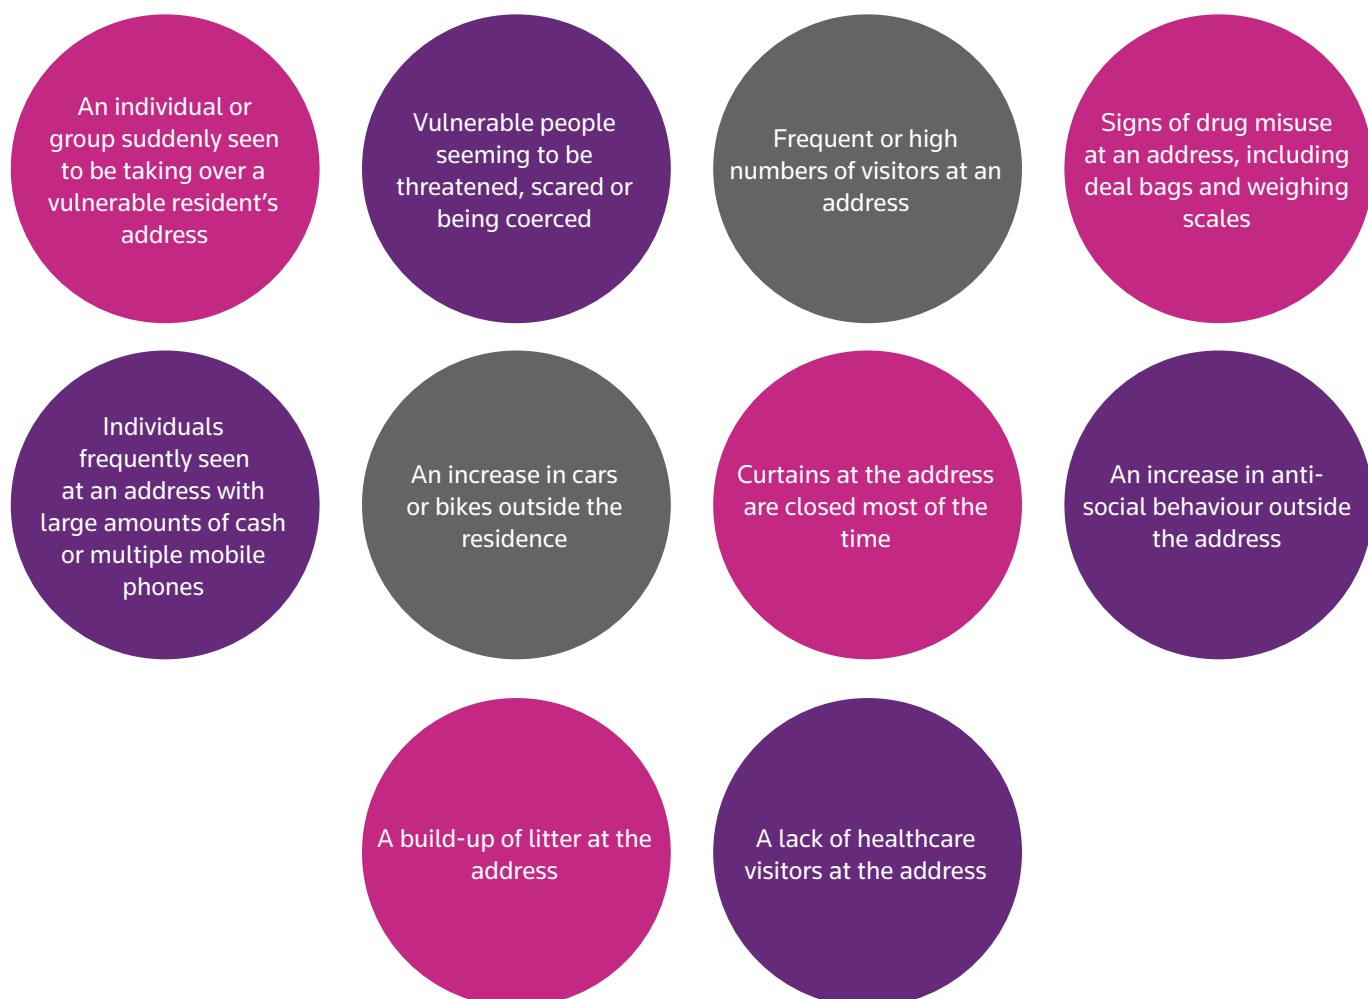 An individual or
group suddenly seen
to be taking over a
vulnerable resident's
address
Vulnerable people
seeming to be
threatened, scared or
being coerced
Frequent or high
numbers of visitors at an
address
Signs of drug misuse
at an address, including
deal bags and weighing
scales
Individuals
frequently seen
at an address with
large amounts of cash
or multiple mobile
phones
An increase in cars
or bikes outside the
residence
Curtains at the address
are closed most of the
time
An increase in anti-
social behaviour outside
the address
A build-up of litter at the
address
A lack of healthcare
visitors at the address